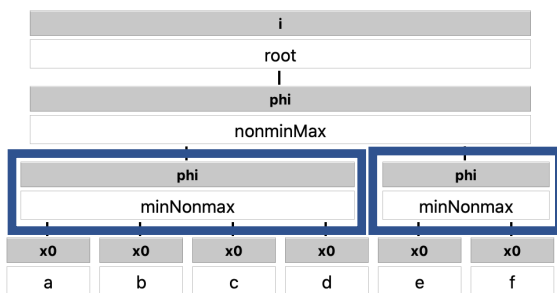 i
root
phi
nonminMax
phi phi
minNonmax minNonmax
x0 x0 x0 x0 x0 x0
a b c d e f